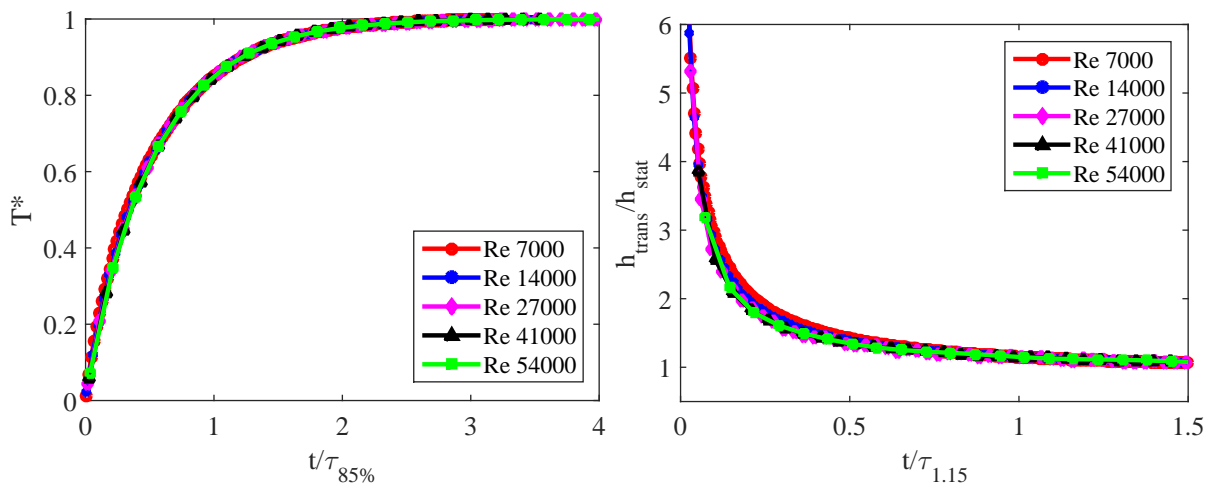 1
0.8
0.6
0.4
0.2
0
T*
0 1 2 3 4
t/τ85%
Re 7000
Re 14000
Re 27000
Re 41000
Re 54000
6
5
4
3
2
1
htrans/hstat
0 0.5 1 1.5
t/τ1.15
Re 7000
Re 14000
Re 27000
Re 41000
Re 54000